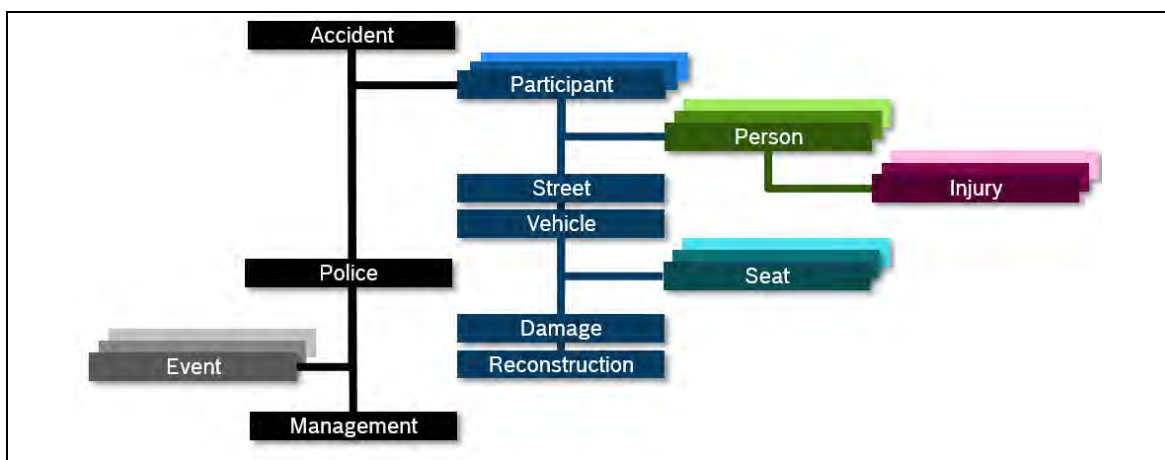 Accident
Participant
Person
Injury
Street
Vehicle
Police
Seat
Damage
Reconstruction
Event
Management